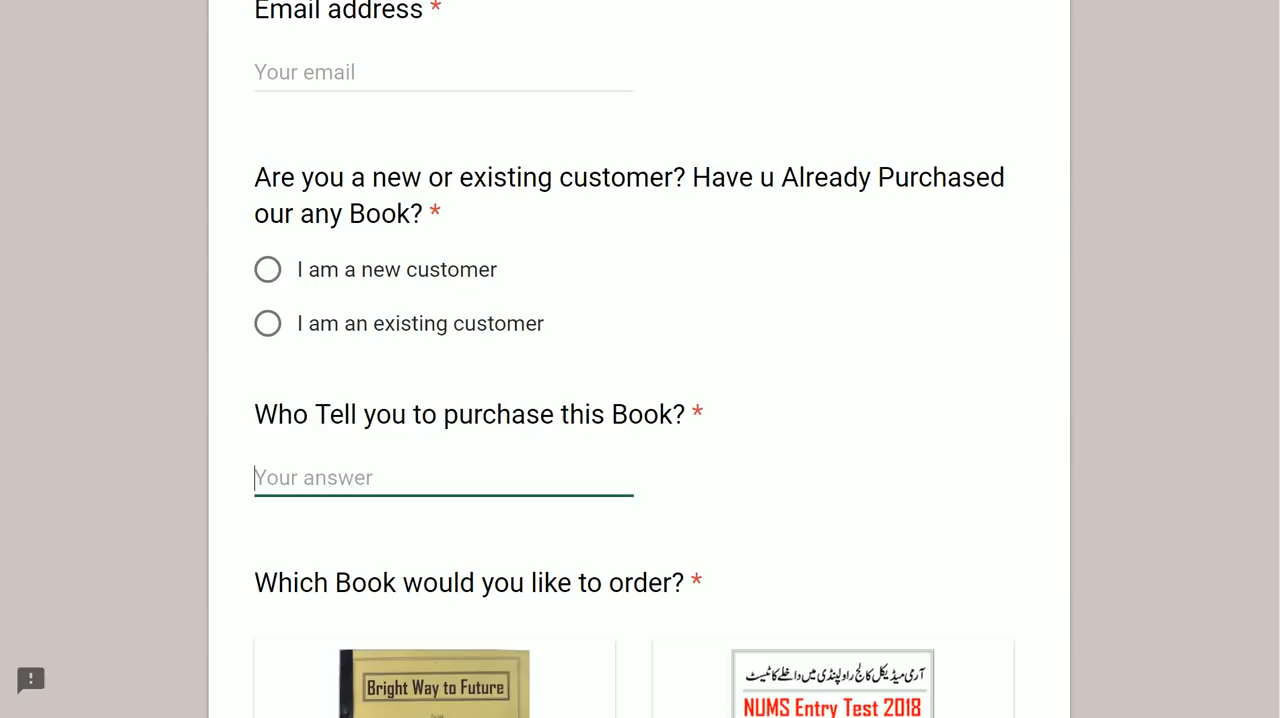 Email address *
Your email
Are you a new or existing customer? Have u Already Purchased
our any Book? *
I am a new customer
I am an existing customer
Who Tell you to purchase this Book? *
Your answer
Which Book would you like to order? *
Bright Way to Future
آرمی میڈیکل کالج راولپنڈی میں داخلے کا ٹیسٹ
NUMS Entry Test 2018